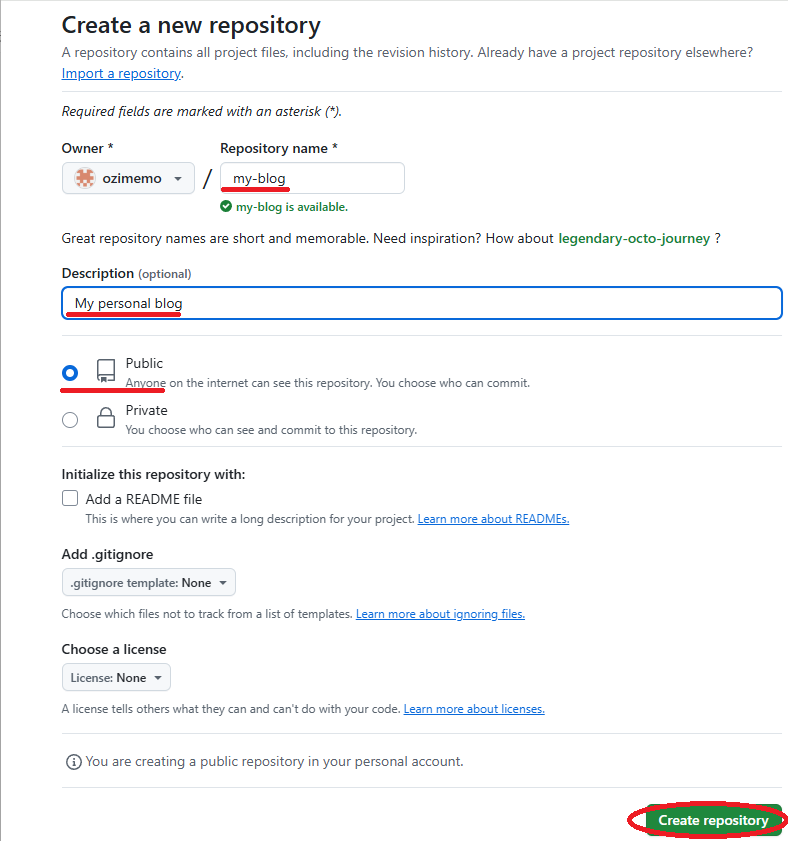 Create a new repository
A repository contains all project files, including the revision history. Already have a project repository elsewhere?
Import a repository.
Required fields are marked with an asterisk (*).
Owner * Repository name *
ozimemo / my-blog
my-blog is available.
Great repository names are short and memorable. Need inspiration? How about legendary-octo-journey ?
Description (optional)
My personal blog
Public
Anyone on the internet can see this repository. You choose who can commit.
Private
You choose who can see and commit to this repository.
Initialize this repository with:
Add a README file
This is where you can write a long description for your project. Learn more about READMEs.
Add .gitignore
.gitignore template: None
Choose which files not to track from a list of templates. Learn more about ignoring files.
Choose a license
License: None
A license tells others what they can and can't do with your code. Learn more about licenses.
You are creating a public repository in your personal account.
Create repository